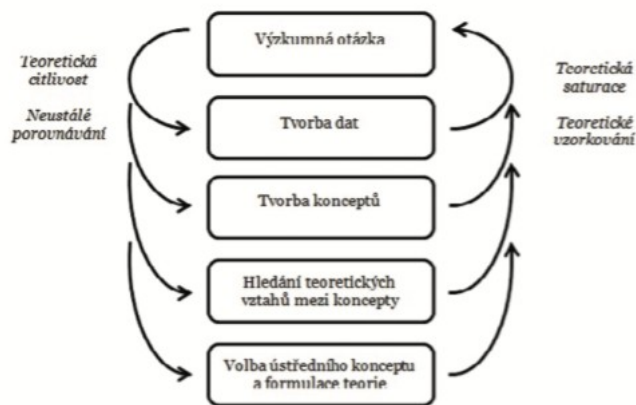 Výzkumná otázka
Teoretická
citlivost
Neustálé
porovnávání
Teoretická
saturace
Teoretické
vzorkování
Tvorba dat
Tvorba konceptů
Hledání teoretických
vztahů mezi koncepty
Volba ústředního konceptu
a formulace teorie